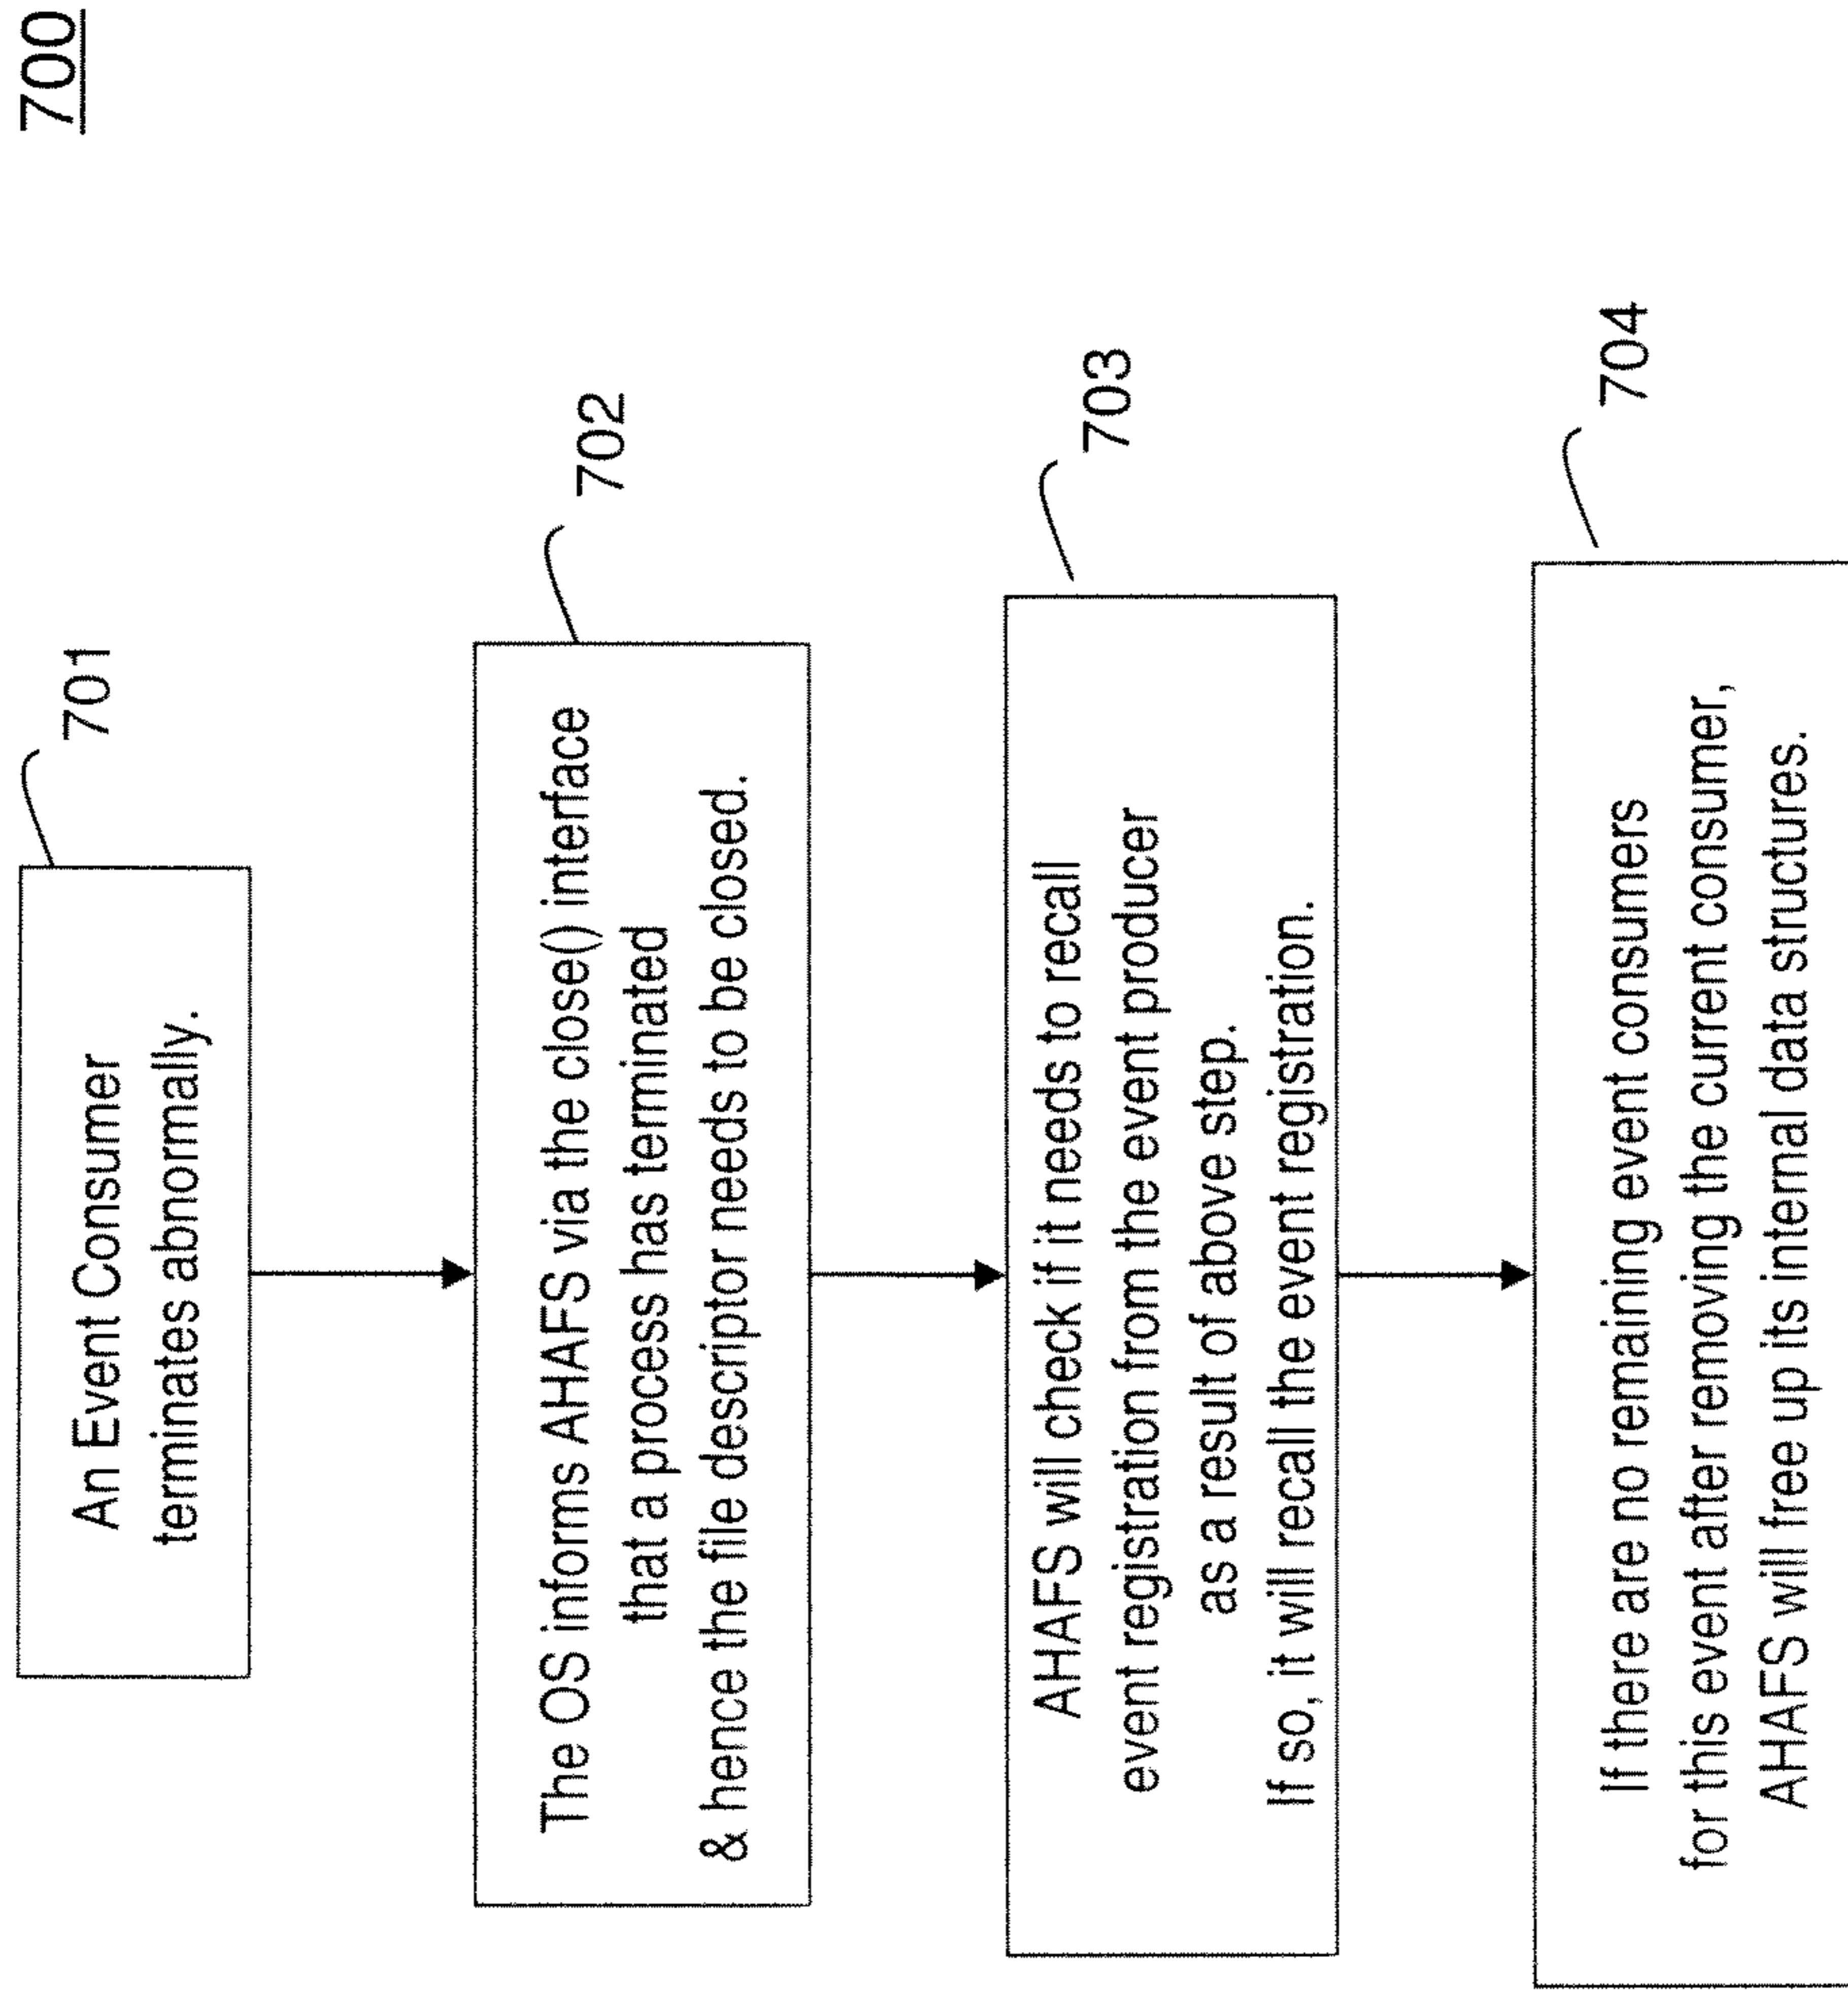 700
701
An Event Consumer
terminates abnormally.
702
The OS informs AHAFS via the close() interface
that a process has terminated
& hence the file descriptor needs to be closed.
703
AHAFS will check if it needs to recall
event registration from the event producer
as a result of above step.
If so, it will recall the event registration.
704
If there are no remaining event consumers
for this event after removing the current consumer,
AHAFS will free up its internal data structures.